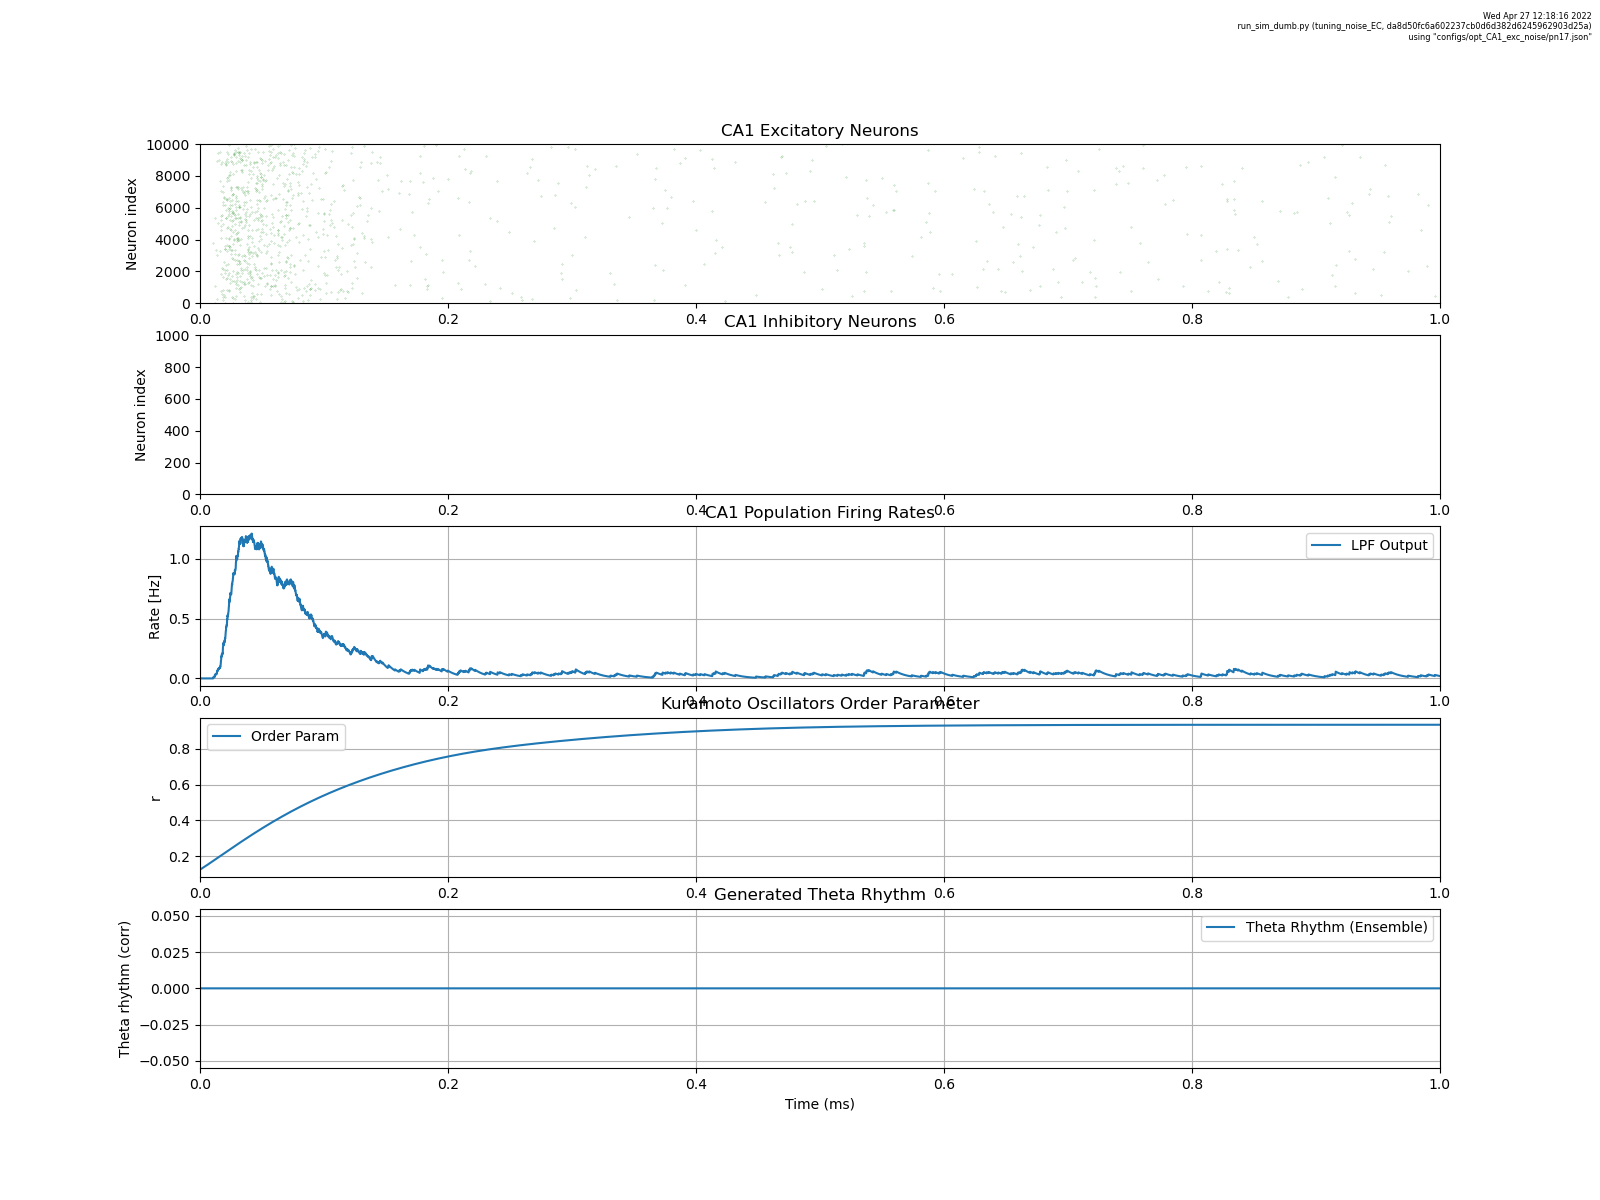 Wed Apr 27 12:18:16 2022
run_sim_dumb.py (tuning_noise_EC, da8d50fc6a602237cb0d6d382d6245962903d25a)
using "configs/opt_CA1_exc_noise/pn17.json"
CA1 Excitatory Neurons
Neuron index
10000
8000
6000
4000
2000
0
0.0 0.2 0.4 0.6 0.8 1.0
CA1 Inhibitory Neurons
Neuron index
1000
800
600
400
200
0
0.0 0.2 0.4 0.6 0.8 1.0
CA1 Population Firing Rates
Rate [Hz]
1.0
0.5
0.0
LPF Output
0.0 0.2 0.4 0.6 0.8 1.0
Kuramoto Oscillators Order Parameter
r
0.8
0.6
0.4
0.2
Order Param
0.0 0.2 0.4 0.6 0.8 1.0
Generated Theta Rhythm
Theta rhythm (corr)
0.050
0.025
0.000
−0.025
−0.050
Theta Rhythm (Ensemble)
0.0 0.2 0.4 0.6 0.8 1.0
Time (ms)